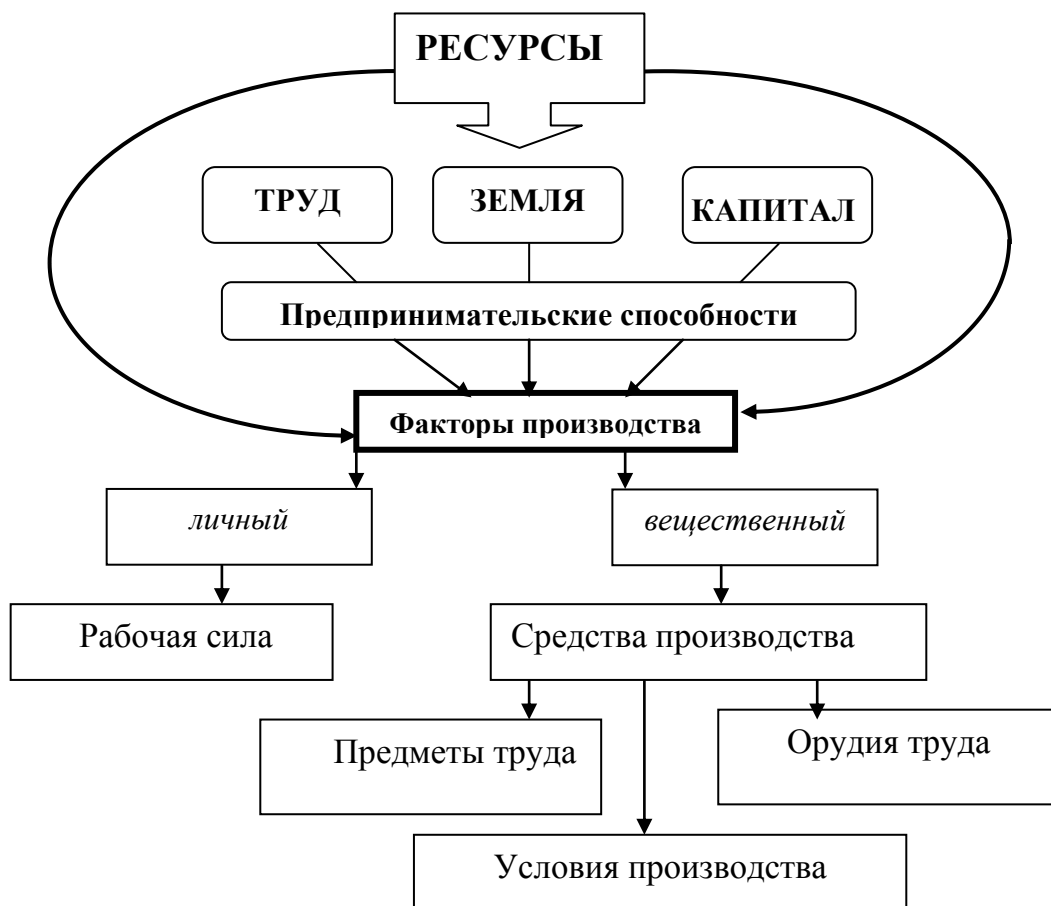 РЕСУРСЫ
ТРУД
ЗЕМЛЯ
КАПИТАЛ
Предпринимательские способности
Факторы производства
личный
вещественный
Рабочая сила
Средства производства
Предметы труда
Орудия труда
Условия производства